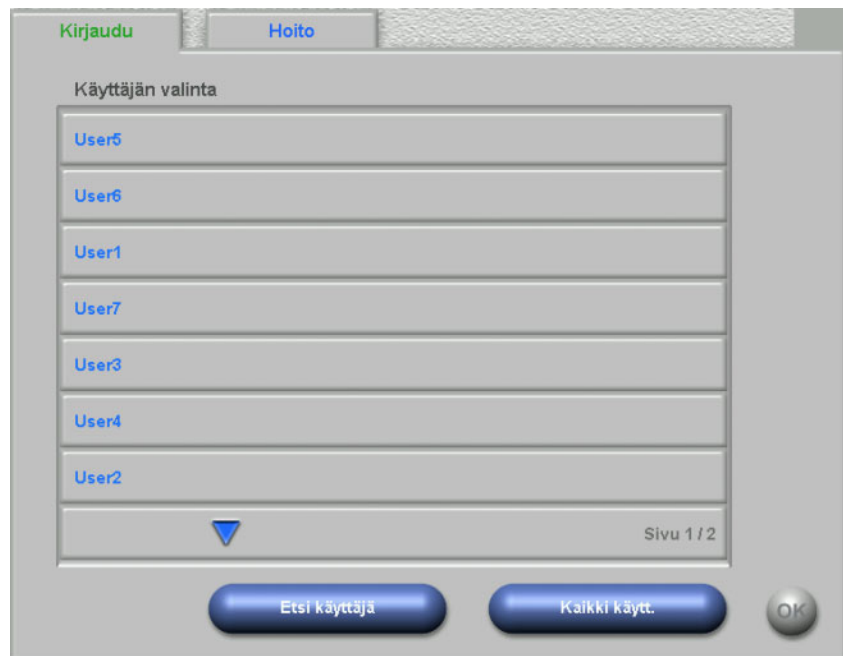 Kirjaudu Hoito
Käyttäjän valinta
User5
User6
User1
User7
User3
User4
User2
Sivu 1 / 2
Etsi käyttäjä Kaikki käytt. OK